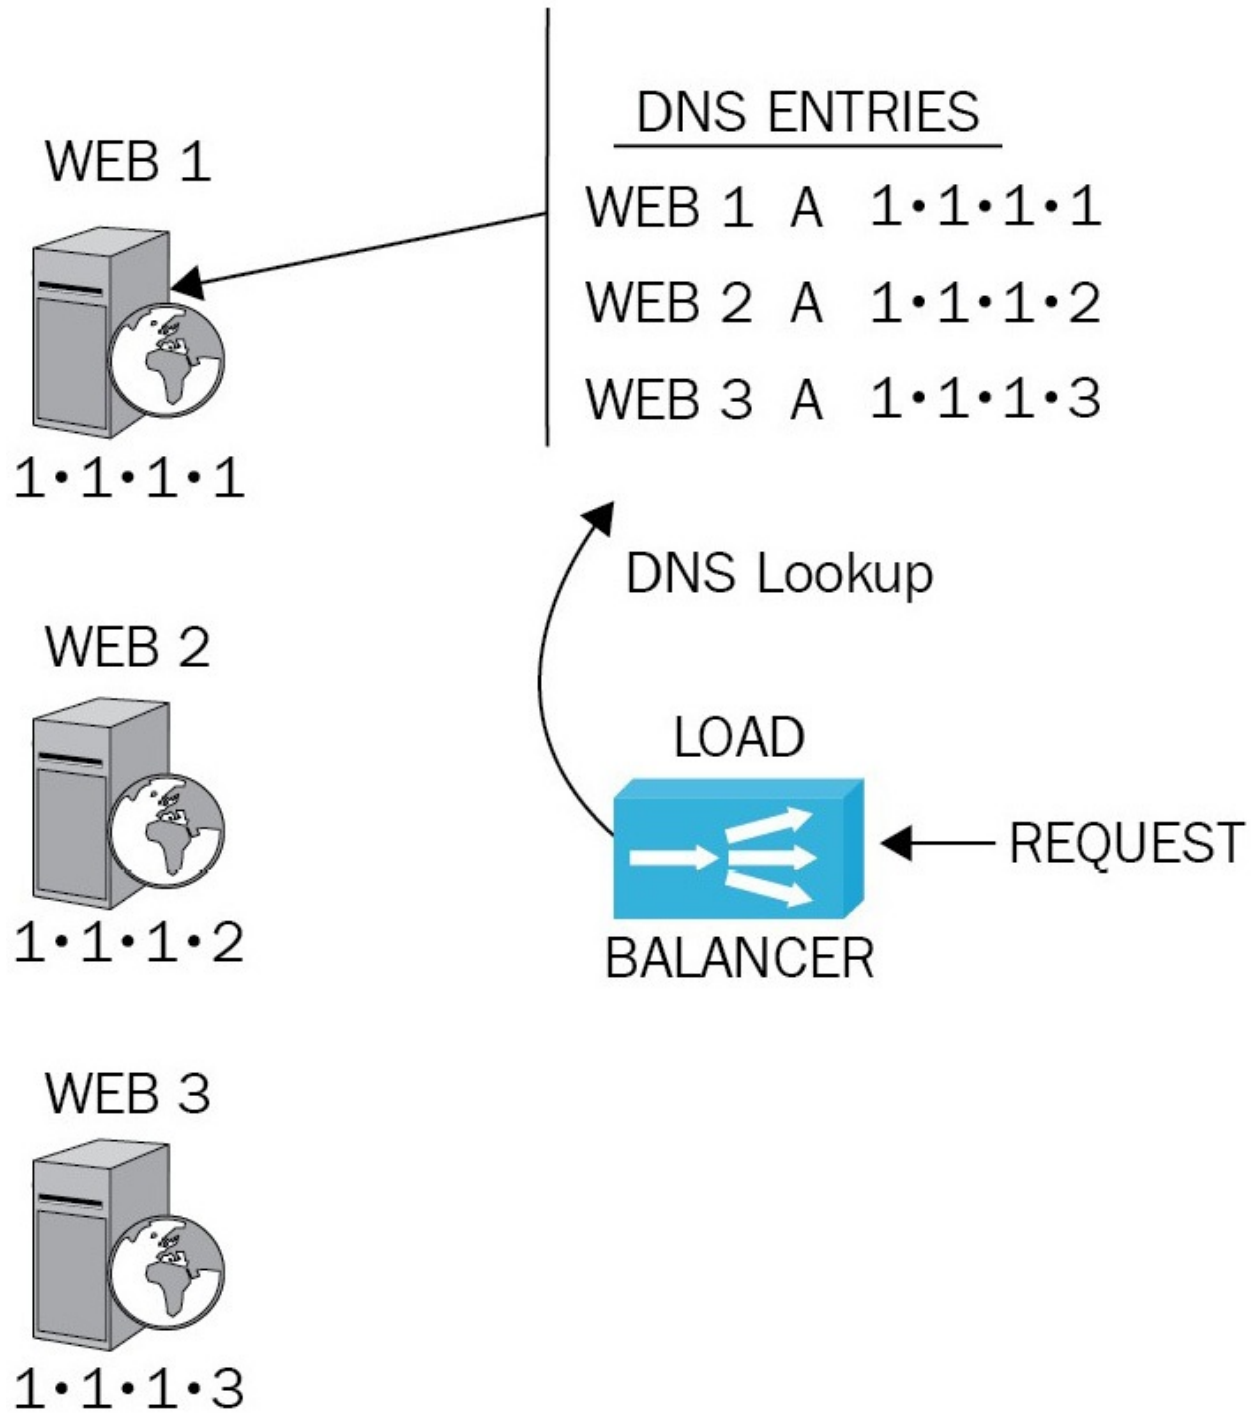 DNS ENTRIES
WEB 1 A 1•1•1•1
WEB 2 A 1•1•1•2
WEB 3 A 1•1•1•3
WEB 1
1•1•1•1
DNS Lookup
WEB 2
1•1•1•2
LOAD
BALANCER
REQUEST
WEB 3
1•1•1•3